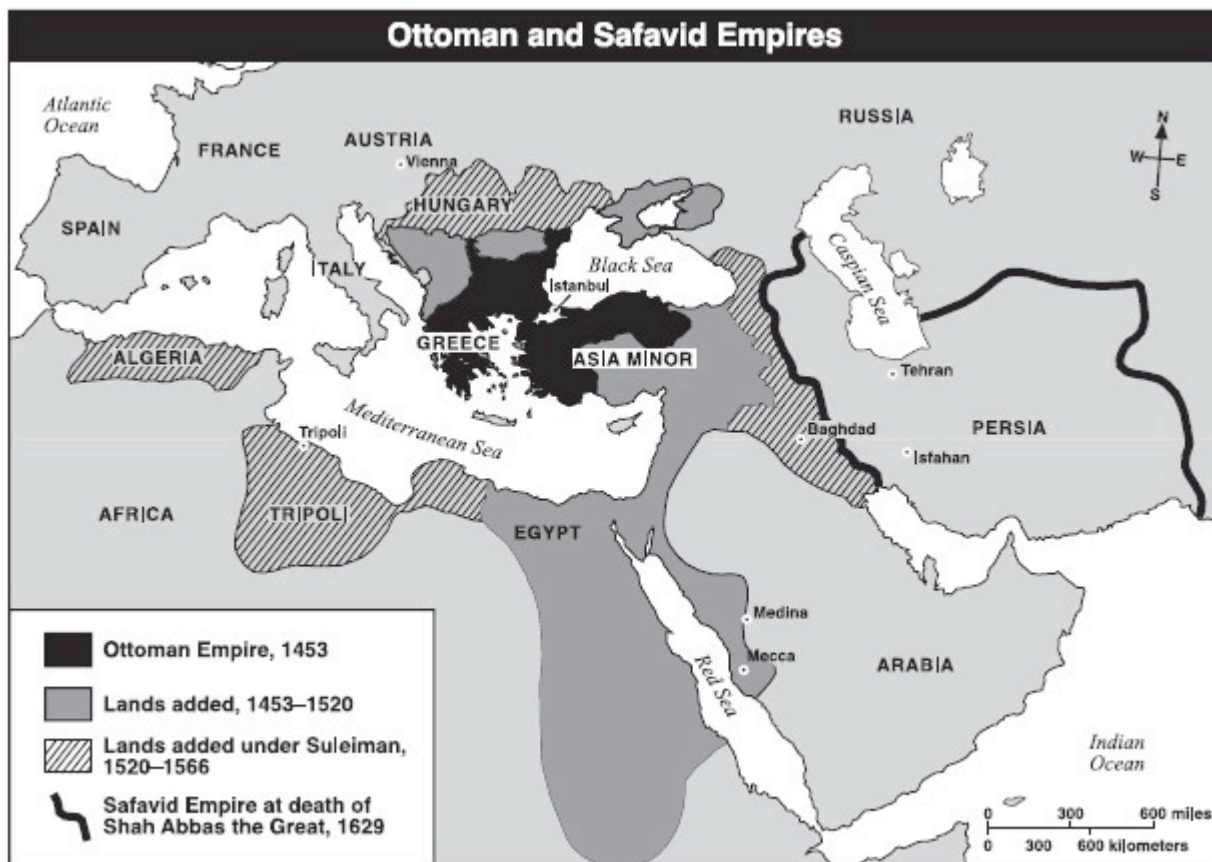 Ottoman and Safavid Empires
Atlantic
Ocean
RUSSIA
N
W
E
S
AUSTRIA
FRANCE
Vienna
HUNGARY
SPAIN
ITALY
Black Sea
Caspian Sea
Istanbul
GREECE
ASIA MINOR
ALGERIA
Tehran
Mediterranean Sea
Tripoli
Baghdad
PERSIA
Isfahan
AFRICA
TRIPOLI
EGYPT
Medina
Mecca
ARABIA
Red Sea
Indian
Ocean
Ottoman Empire, 1453
Lands added, 1453–1520
Lands added under Suleiman,
1520–1566
Safavid Empire at death of
Shah Abbas the Great, 1629
0 300 600 miles
0 300 600 kilometers